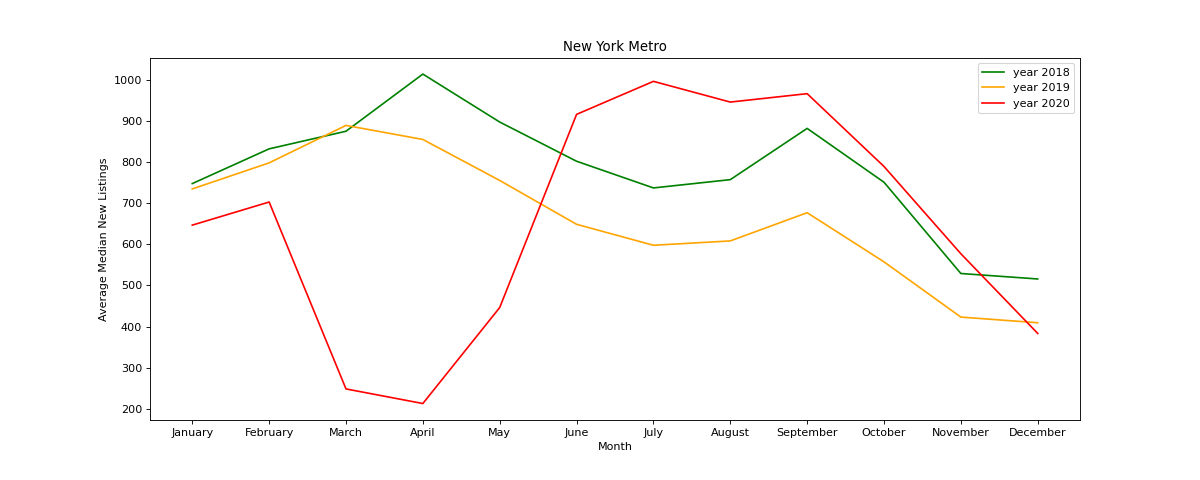 New York Metro
year 2018
year 2019
year 2020
Average Median New Listings
1000
900
800
700
600
500
400
300
200
January February March April May June July August September October November December
Month